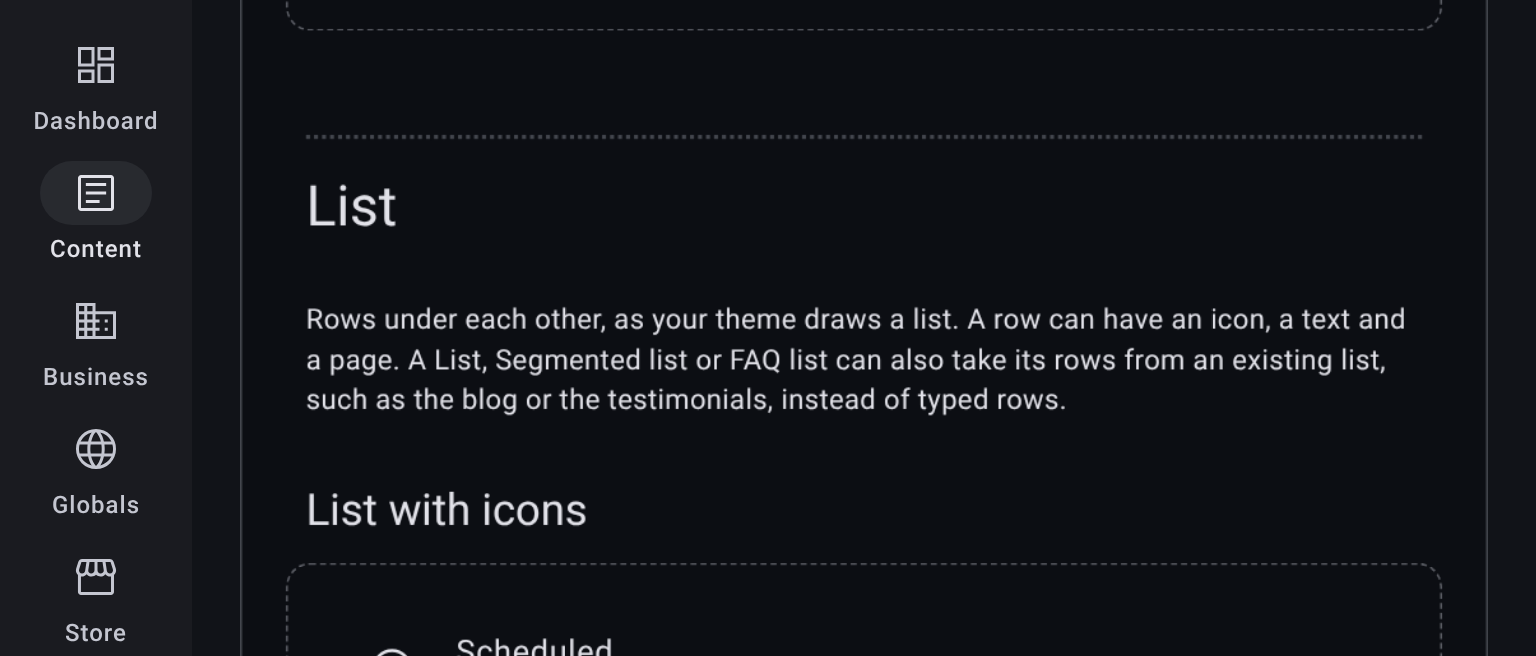 Dashboard
Content
Business
Globals
Store
List
Rows under each other, as your theme draws a list. A row can have an icon, a text and
a page. A List, Segmented list or FAQ list can also take its rows from an existing list,
such as the blog or the testimonials, instead of typed rows.
List with icons
Scheduled